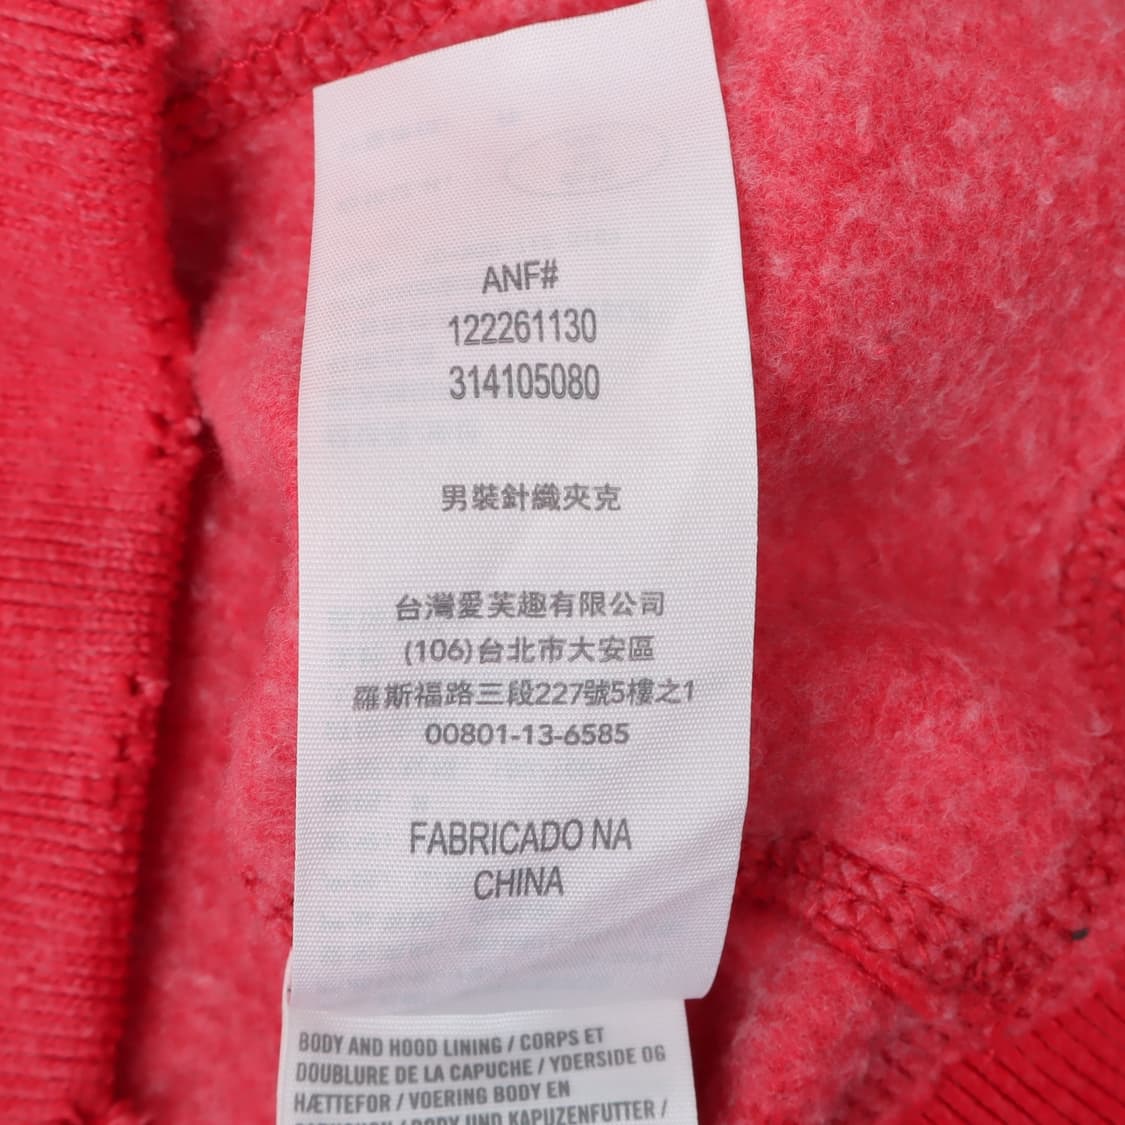 ANF#
122261130
314105080
男裝針織夾克
台灣愛芙趣有限公司
(106)台北市大安區
羅斯福路三段227號5樓之1
00801-13-6585
FABRICADO NA
CHINA
BODY AND HOOD LINING / CORPS ET
DOUBLURE DE LA CAPUCHE / YDERSIDE OG
HÆTTEFOR / VOERING BODY EN
/ BODY UND KAPUZENFUTTER /